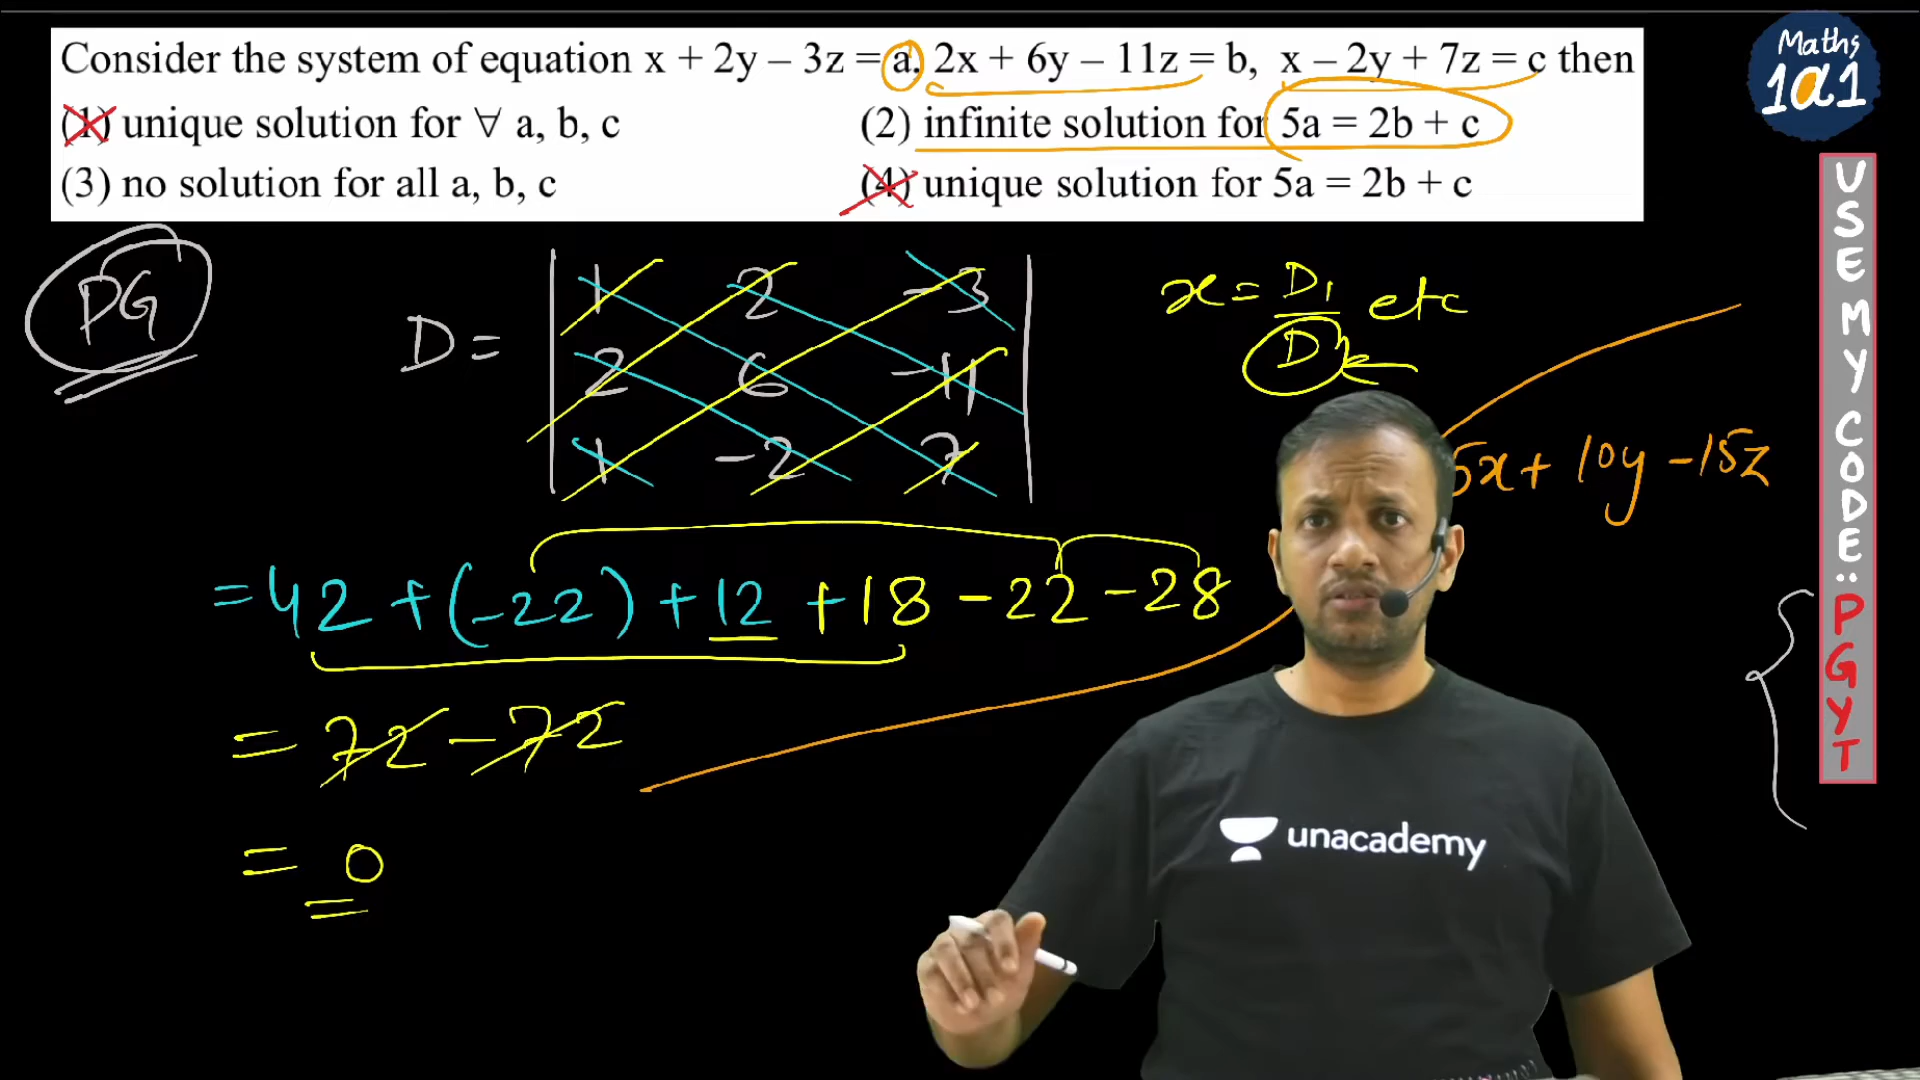 Consider the system of equation x + 2y – 3z = a. 2x + 6y – 11z = b, x – 2y + 7z = c then
(1) unique solution for ∀ a, b, c (2) infinite solution for 5a = 2b + c
(3) no solution for all a, b, c (4) unique solution for 5a = 2b + c
Maths
1a1
USE MY CODE:: PGYT
PG
D = | 1 2 -3 |
| 2 6 -11 |
| 1 -2 7 |
x = D₁/D etc
5x + 10y - 15z
= 42 + (-22) + 12 + 18 - 22 - 28
= 72 - 72
= 0
unacademy